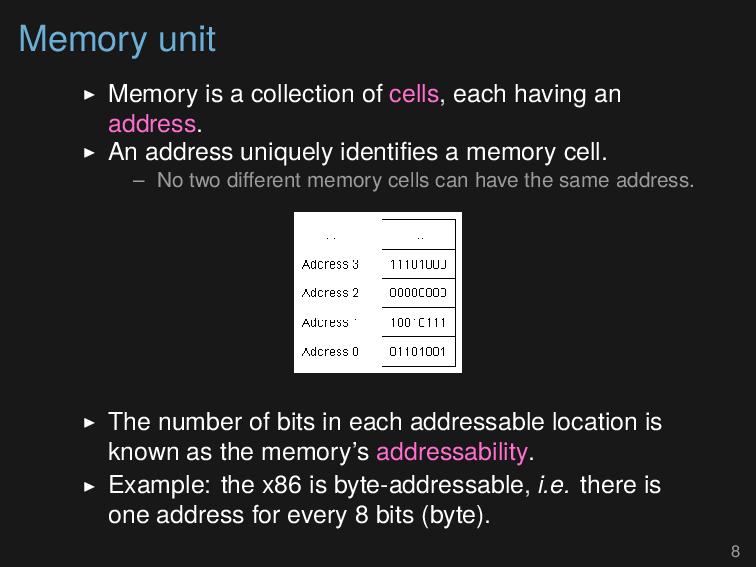 Memory unit
▶ Memory is a collection of cells, each having an
address.
▶ An address uniquely identifies a memory cell.
– No two different memory cells can have the same address.
Address 3 11101000
Address 2 00000000
Address 1 10010111
Address 0 01101001
▶ The number of bits in each addressable location is
known as the memory's addressability.
▶ Example: the x86 is byte-addressable, i.e. there is
one address for every 8 bits (byte).
8